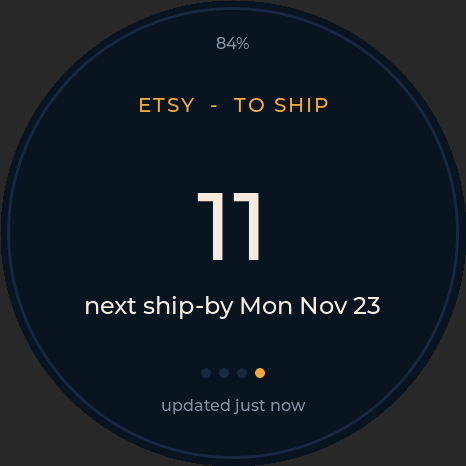 84%
ETSY - TO SHIP
11
next ship-by Mon Nov 23
updated just now